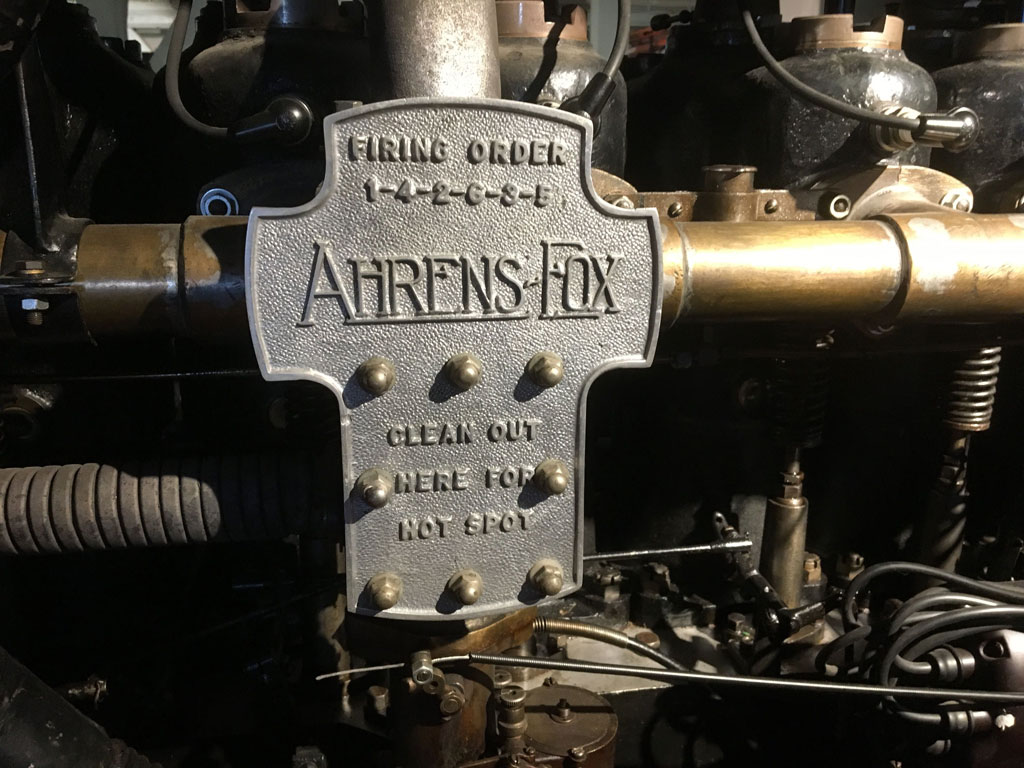 FIRING ORDER
1-4-2-6-3-5
AHRENS-FOX
CLEAN OUT
HERE FOR
HOT SPOT